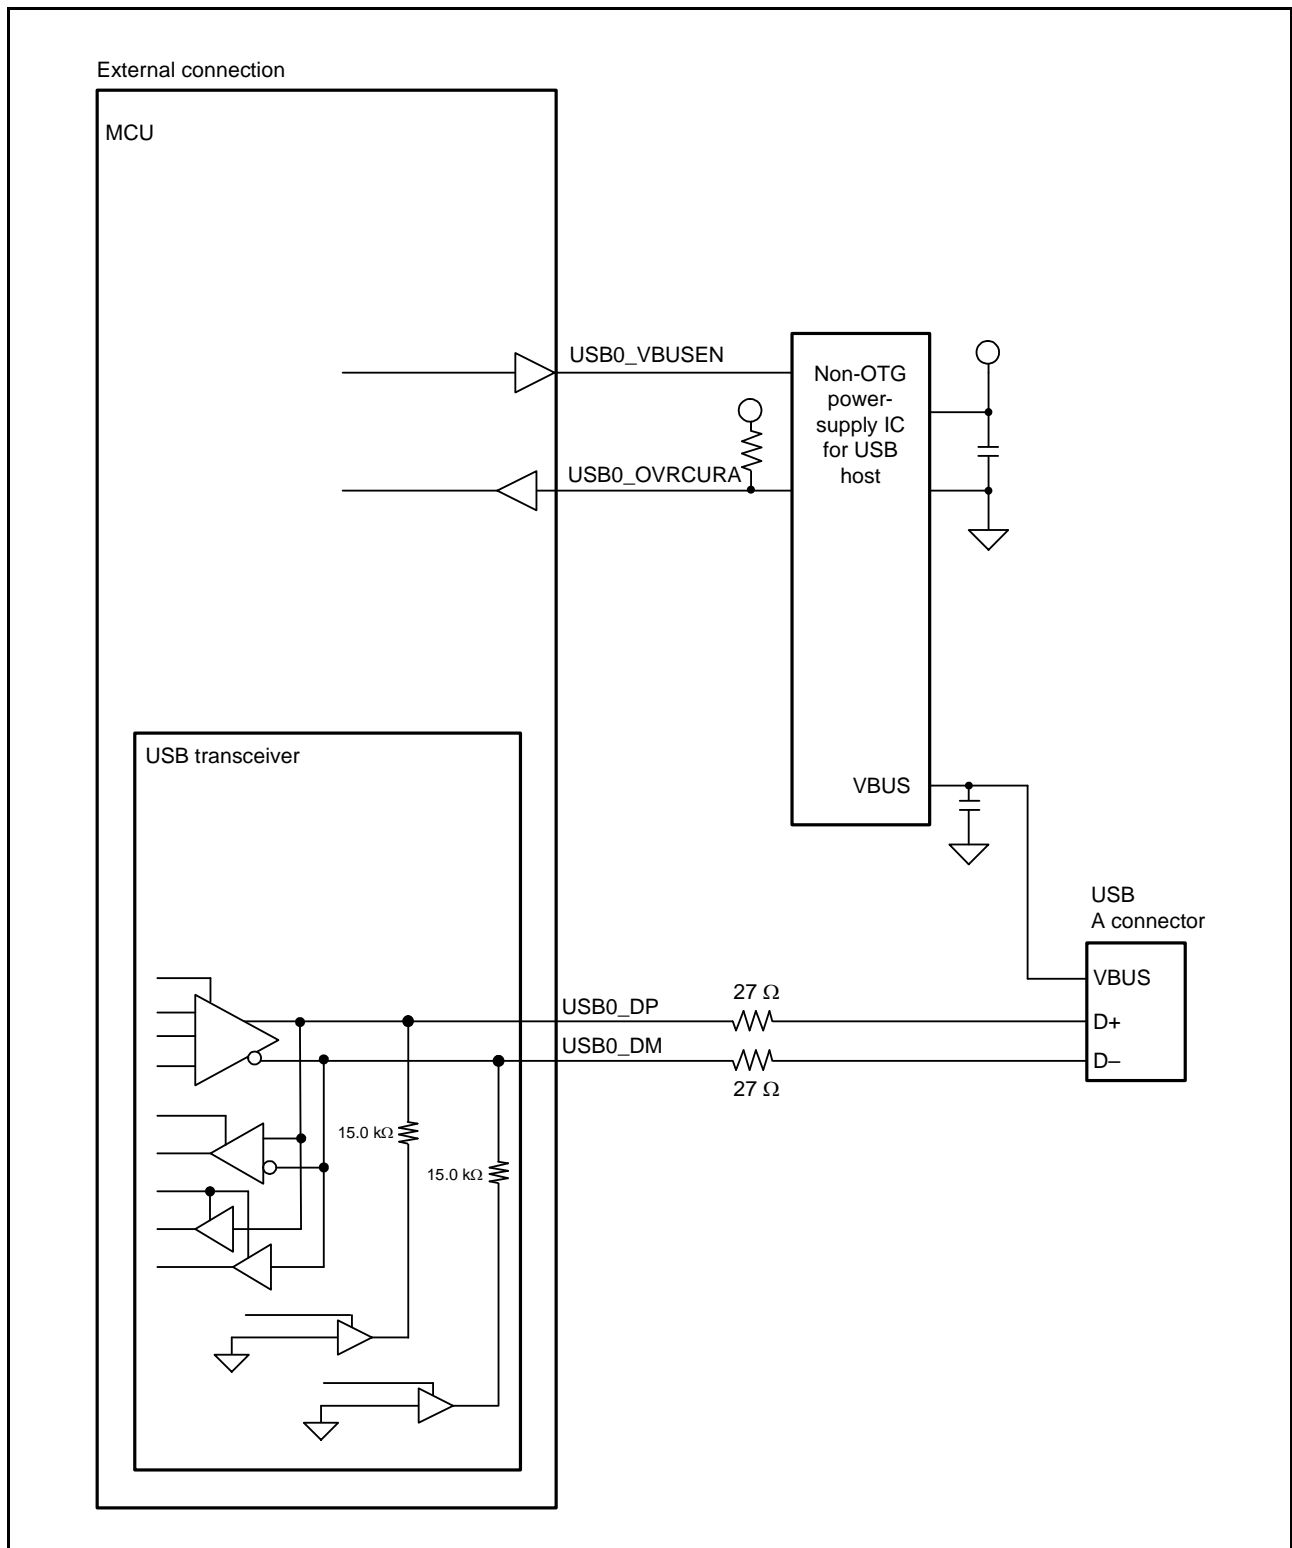 External connection
MCU
USB0_VBUSEN
Non-OTG
power-
supply IC
for USB
host
USB0_OVRCURA
USB transceiver
VBUS
USB
A connector
VBUS
27 Ω
USB0_DP
D+
USB0_DM
D–
27 Ω
15.0 kΩ
15.0 kΩ